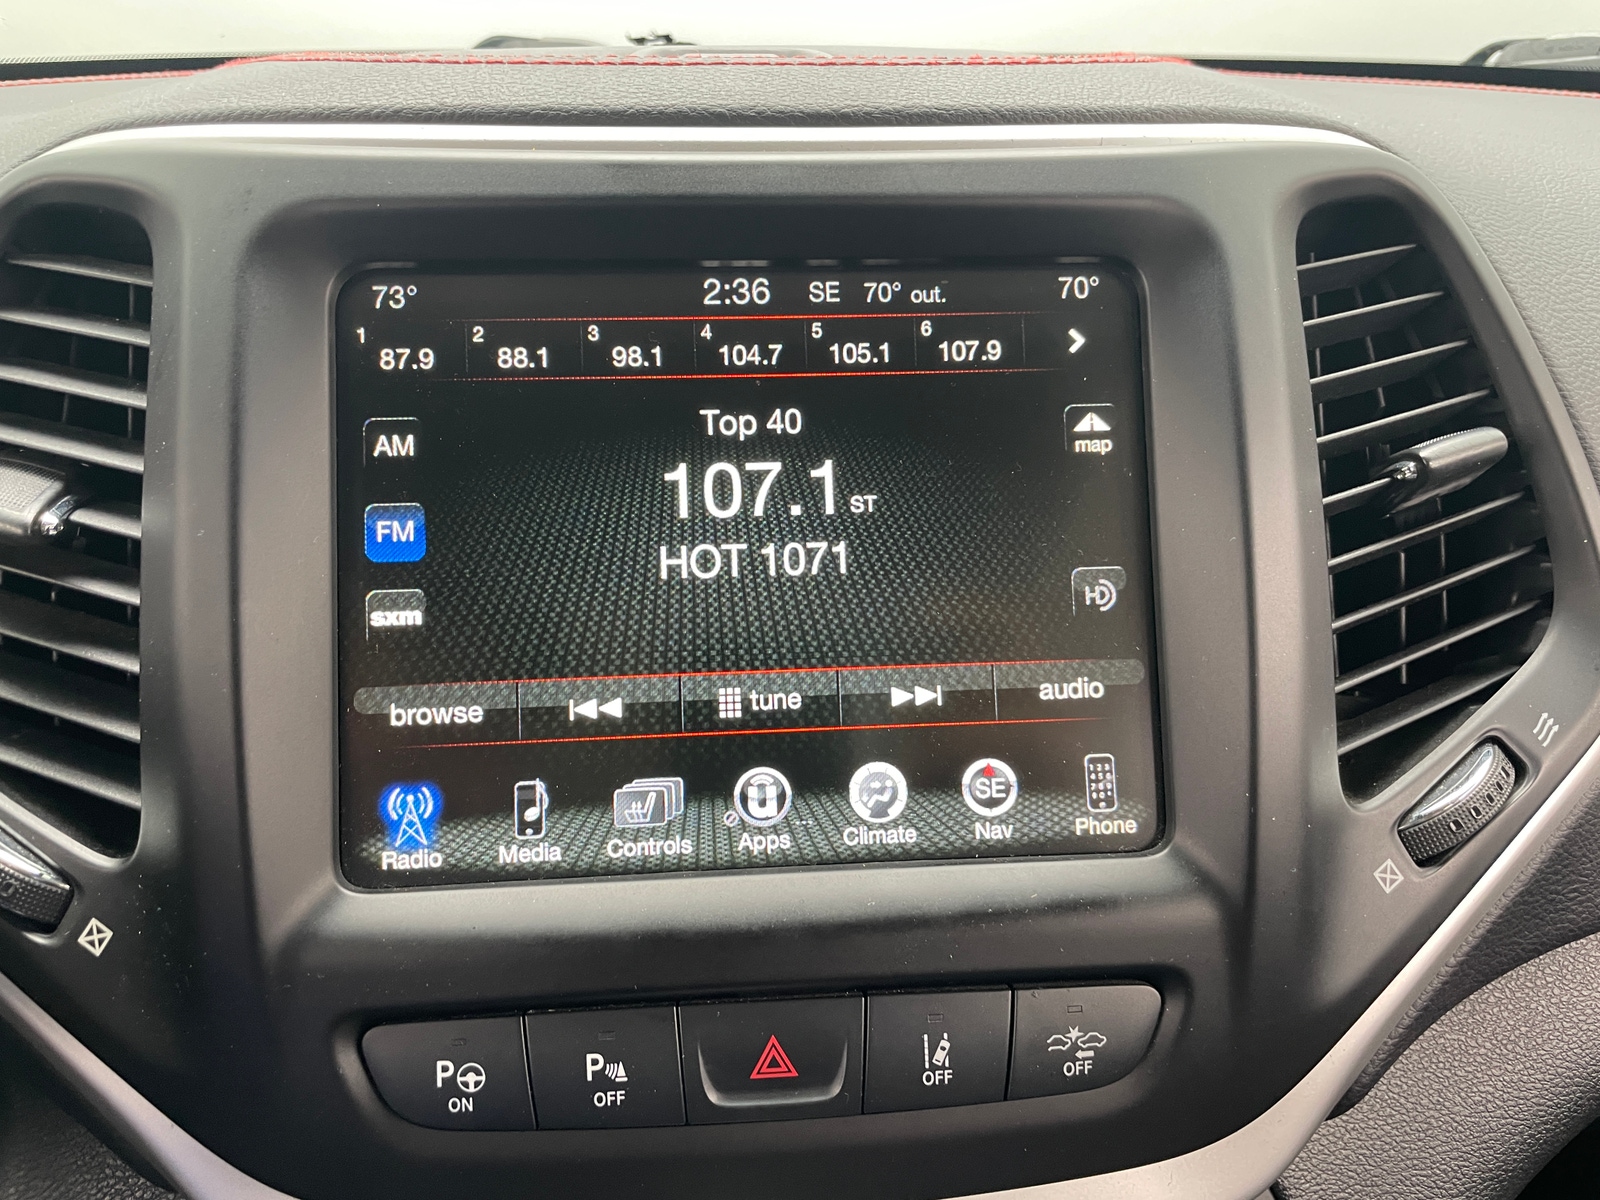 73° 2:36 SE 70° out. 70°
1 87.9 2 88.1 3 98.1 4 104.7 5 105.1 6 107.9
Top 40
AM
map
107.1 ST
FM
HOT 1071
HD
sxm
browse tune audio
SE
Radio Media Controls Apps Climate Nav Phone
P ON
P OFF
OFF
OFF